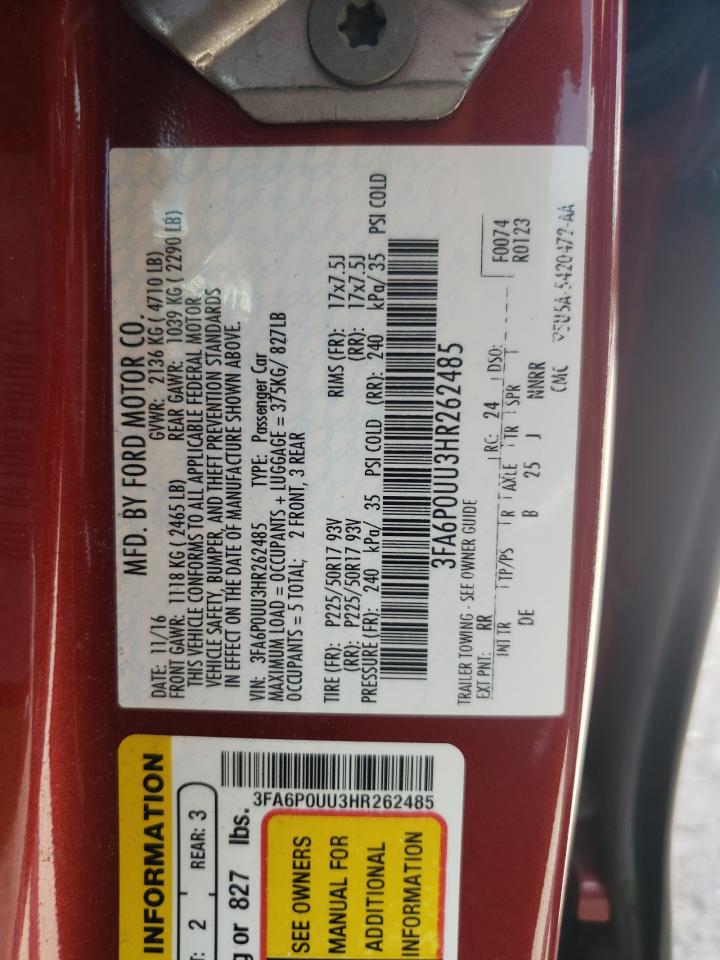 MFD. BY FORD MOTOR CO.
DATE: 11/16 GVWR: 2136 KG ( 4710 LB)
FRONT GAWR: 1118 KG ( 2465 LB) REAR GAWR: 1039 KG ( 2290 LB)
THIS VEHICLE CONFORMS TO ALL APPLICABLE FEDERAL MOTOR
VEHICLE SAFETY, BUMPER, AND THEFT PREVENTION STANDARDS
IN EFFECT ON THE DATE OF MANUFACTURE SHOWN ABOVE.
VIN: 3FA6P0UU3HR262485 TYPE: Passenger Car
MAXIMUM LOAD = OCCUPANTS + LUGGAGE = 375KG/ 827LB
OCCUPANTS = 5 TOTAL; 2 FRONT, 3 REAR
TIRE (FR): P225/50R17 93V RIMS (FR): 17x7.5J
(RR): P225/50R17 93V (RR): 17x7.5J
PRESSURE (FR): 240 kPa/ 35 PSI COLD (RR): 240 kPa/ 35 PSI COLD
3FA6P0UU3HR262485
TRAILER TOWING - SEE OWNER GUIDE
F0074
EXT PNT: RR RC: 24 DSO: R0123
INT TR TP/PS R AXLE TR SPR
DE B 25 J NNRR
CMC
INFORMATION
2 REAR: 3
or 827 lbs.
3FA6P0UU3HR262485
SEE OWNERS
MANUAL FOR
ADDITIONAL
INFORMATION